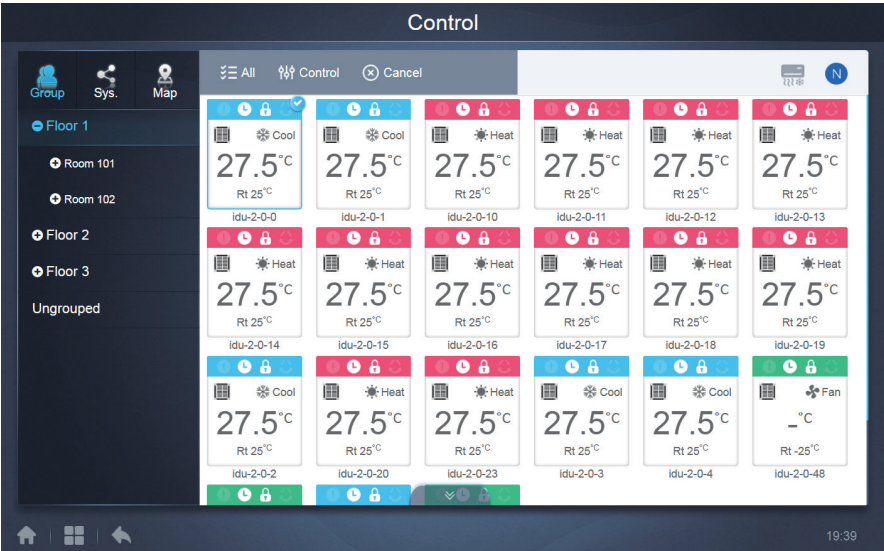 Control
Group Sys. Map
All Control Cancel N
Floor 1
Room 101
Room 102
Floor 2
Floor 3
Ungrouped
Cool Cool Heat Heat Heat Heat
27.5°C 27.5°C 27.5°C 27.5°C 27.5°C 27.5°C
Rt 25°C Rt 25°C Rt 25°C Rt 25°C Rt 25°C Rt 25°C
idu-2-0-0 idu-2-0-1 idu-2-0-10 idu-2-0-11 idu-2-0-12 idu-2-0-13
Heat Heat Heat Heat Heat Heat
27.5°C 27.5°C 27.5°C 27.5°C 27.5°C 27.5°C
Rt 25°C Rt 25°C Rt 25°C Rt 25°C Rt 25°C Rt 25°C
idu-2-0-14 idu-2-0-15 idu-2-0-16 idu-2-0-17 idu-2-0-18 idu-2-0-19
Cool Heat Heat Cool Cool Fan
27.5°C 27.5°C 27.5°C 27.5°C 27.5°C -°C
Rt 25°C Rt 25°C Rt 25°C Rt 25°C Rt 25°C Rt -25°C
idu-2-0-2 idu-2-0-20 idu-2-0-23 idu-2-0-3 idu-2-0-4 idu-2-0-48
19:39